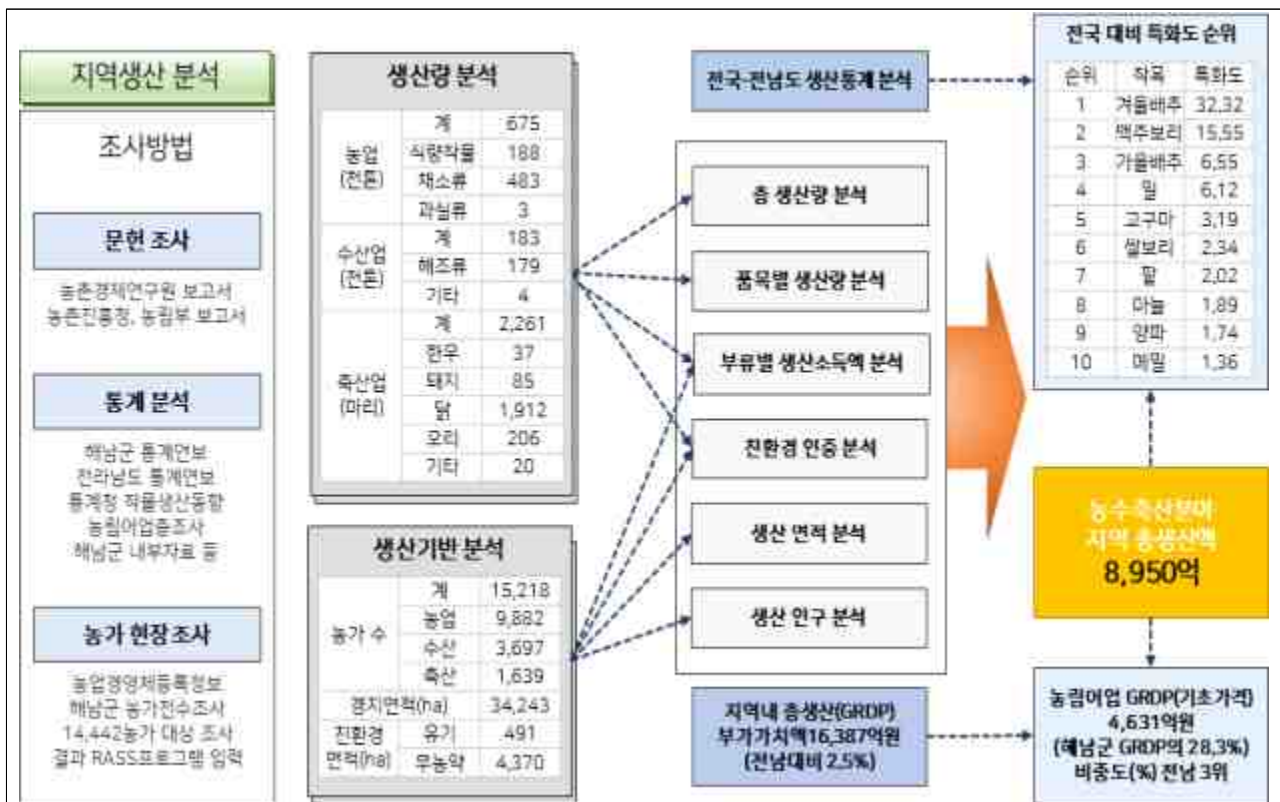 지역생산 분석
조사방법
문헌 조사
농촌경제연구원 보고서
농촌진흥청, 농림부 보고서
통계 분석
해남군 통계연보
전라남도 통계연보
통계청 작물생산동향
농림어업총조사
해남군 내부자료 등
농가 현장조사
농업경영체등록정보
해남군 농가전수조사
14,442농가 대상 조사
결과 RASS프로그램 입력
생산량 분석
농업 (천톤) 계 675
식량작물 188
채소류 483
과실류 3
수산업 (천톤) 계 183
해조류 179
기타 4
축산업 (마리) 계 2,261
한우 37
돼지 85
닭 1,912
오리 206
기타 20
생산기반 분석
농가 수 계 15,218
농업 9,882
수산 3,697
축산 1,639
경지면적(ha) 34,243
친환경 면적(ha) 유기 491
무농약 4,370
전국-전남도 생산통계 분석
총 생산량 분석
품목별 생산량 분석
부류별 생산소득액 분석
친환경 인증 분석
생산 면적 분석
생산 인구 분석
지역내 총생산(GRDP)
부가가치액16,387억원
(전남대비 2.5%)
전국 대비 특화도 순위
순위 작목 특화도
1 겨울배추 32,32
2 맥주보리 15,55
3 가을배추 6,55
4 밀 6,12
5 고구마 3,19
6 쌀보리 2,34
7 팥 2,02
8 마늘 1,89
9 양파 1,74
10 메밀 1,36
농수축산분야
지역 총생산액
8,950억
농림어업 GRDP(기초가격)
4,631억원
(해남군 GRDP의 28,3%)
비중도(%) 전남 3위